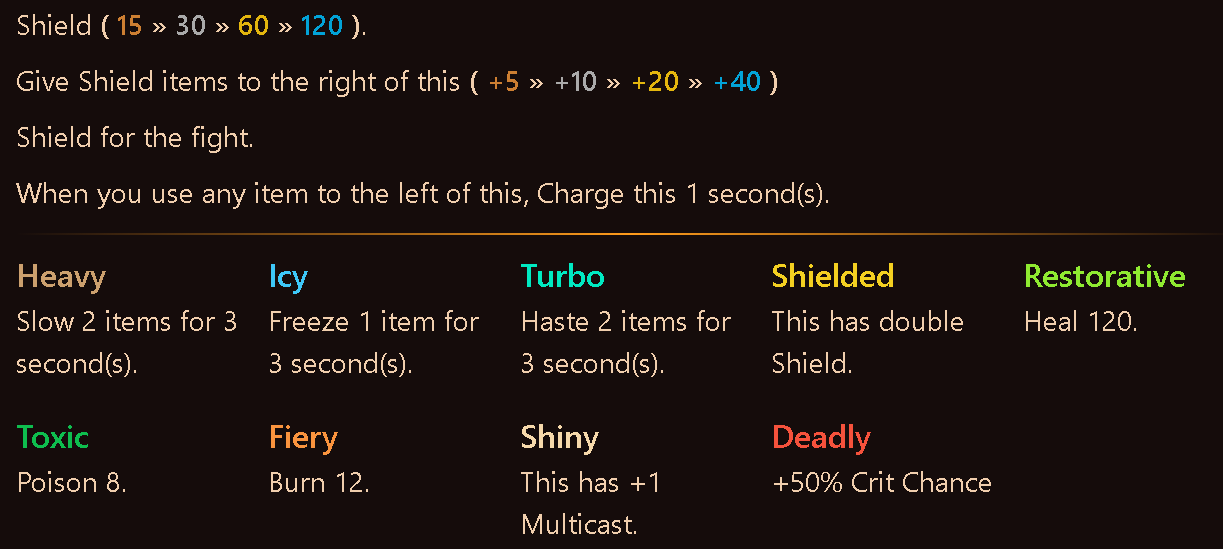 Shield ( 15 » 30 » 60 » 120 ).
Give Shield items to the right of this ( +5 » +10 » +20 » +40 )
Shield for the fight.
When you use any item to the left of this, Charge this 1 second(s).
Heavy
Slow 2 items for 3
second(s).
Icy
Freeze 1 item for
3 second(s).
Turbo
Haste 2 items for
3 second(s).
Shielded
This has double
Shield.
Restorative
Heal 120.
Toxic
Poison 8.
Fiery
Burn 12.
Shiny
This has +1
Multicast.
Deadly
+50% Crit Chance